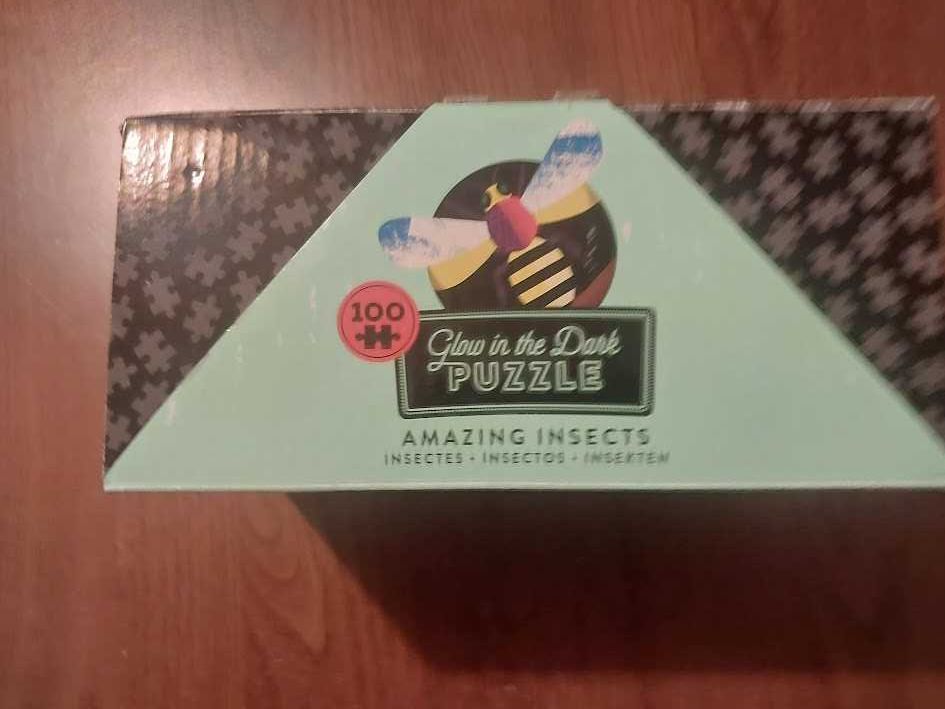 100
Glow in the Dark
PUZZLE
AMAZING INSECTS
INSECTES • INSECTOS • INSEKTEN